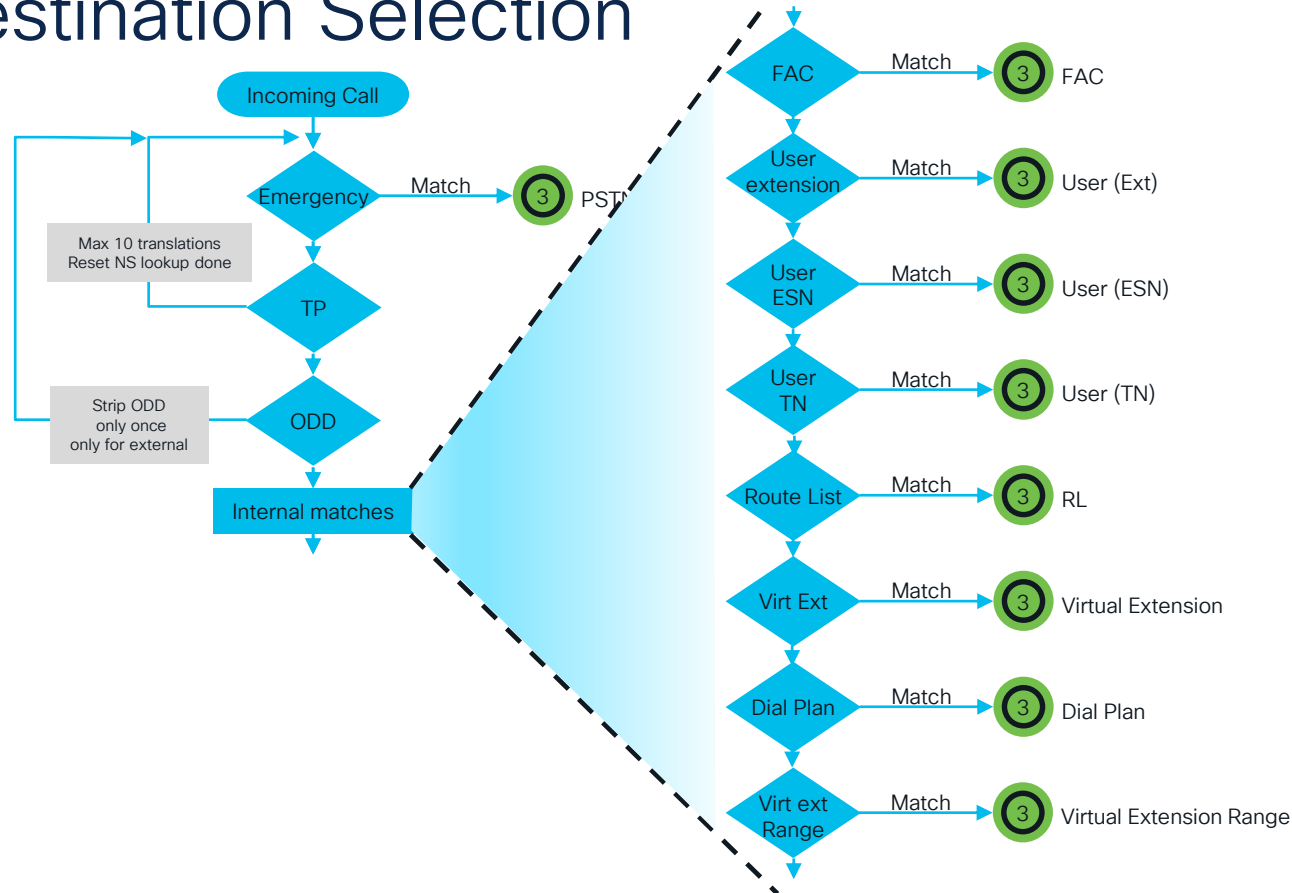 estination Selection
Incoming Call
Emergency
Match
3
Max 10 translations
Reset NS lookup done
TP
Strip ODD
only once
only for external
ODD
Internal matches
FAC
Match
3
FAC
User
extension
Match
3
User (Ext)
User
ESN
Match
3
User (ESN)
User
TN
Match
3
User (TN)
Route List
Match
3
RL
Virt Ext
Match
3
Virtual Extension
Dial Plan
Match
3
Dial Plan
Virt ext
Range
Match
3
Virtual Extension Range